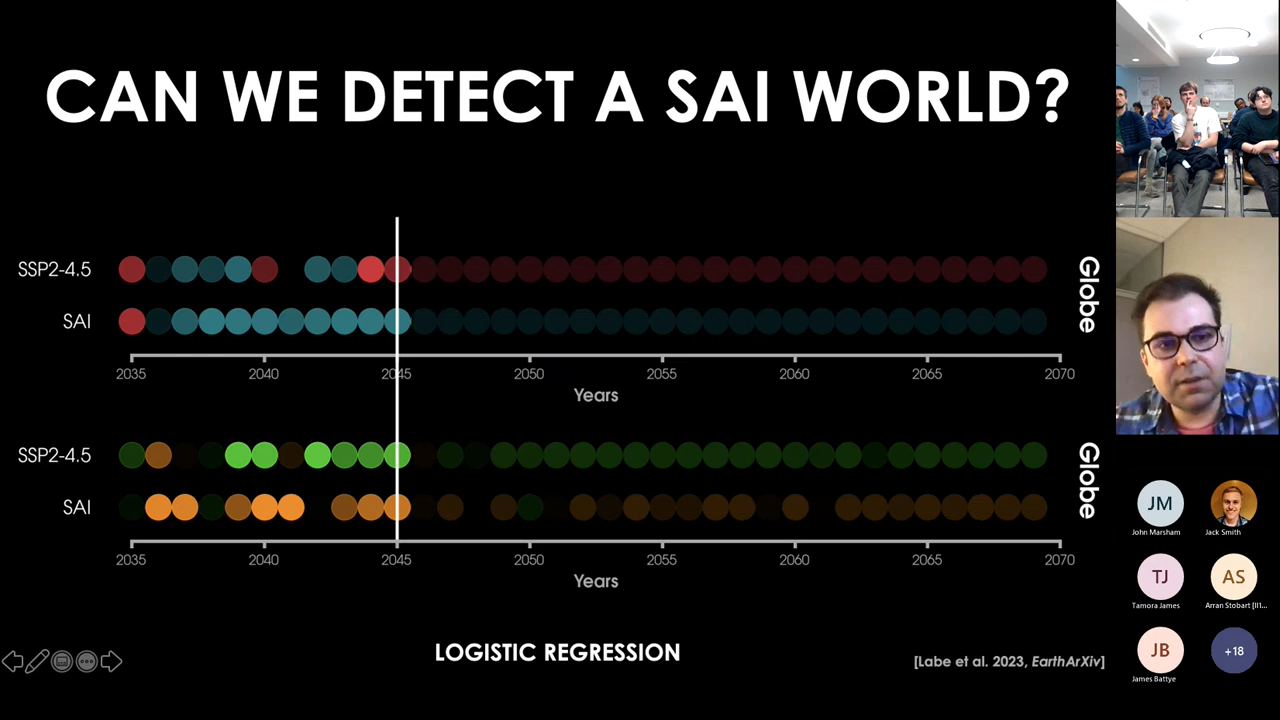 CAN WE DETECT A SAI WORLD?
SSP2-4.5
SAI
Globe
2035 2040 2045 2050 2055 2060 2065 2070
Years
SSP2-4.5
SAI
Globe
2035 2040 2045 2050 2055 2060 2065 2070
Years
LOGISTIC REGRESSION
[Labe et al. 2023, EarthArXiv]
JM
John Marsham
Jack Smith
TJ
Tamora James
AS
Arran Stobart [II1...
JB
James Battye
+18